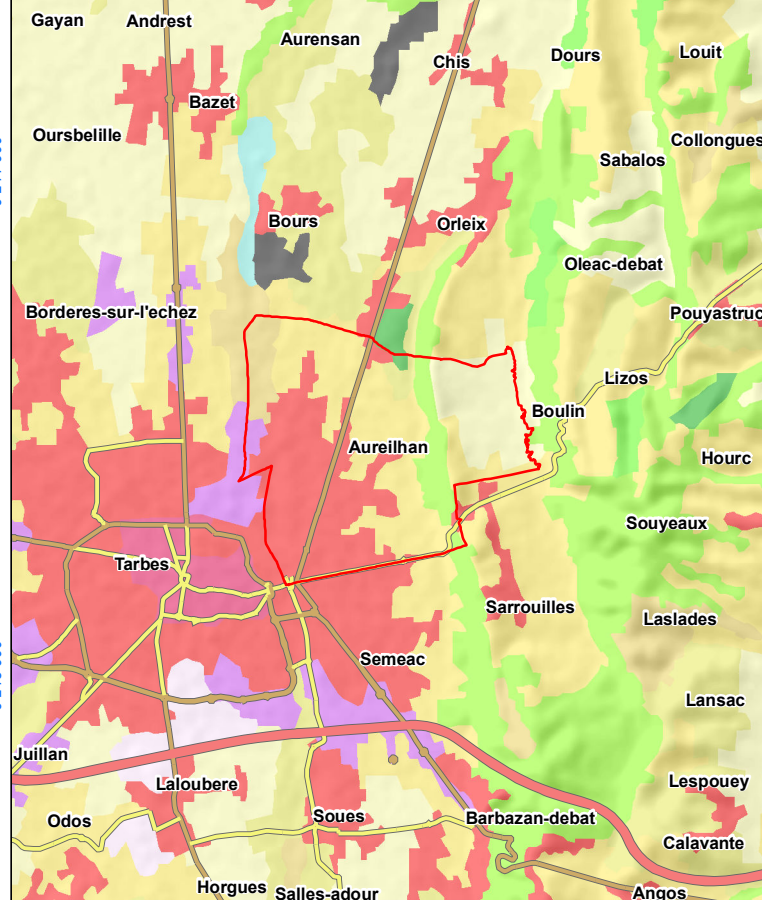 Gayan
Andrest
Aurensan
Chis
Dours
Louit
Bazet
Oursbelille
Collongues
Sabalos
Bours
Orleix
Oleac-debat
Borderes-sur-l'echez
Pouyastruc
Lizos
Boulin
Aureilhan
Hourc
Souyeaux
Tarbes
Sarrouilles
Laslades
Semeac
Lansac
Juillan
Laloubere
Lespouey
Odos
Soues
Barbazan-debat
Calavante
Horgues
Salles-adour
Angos